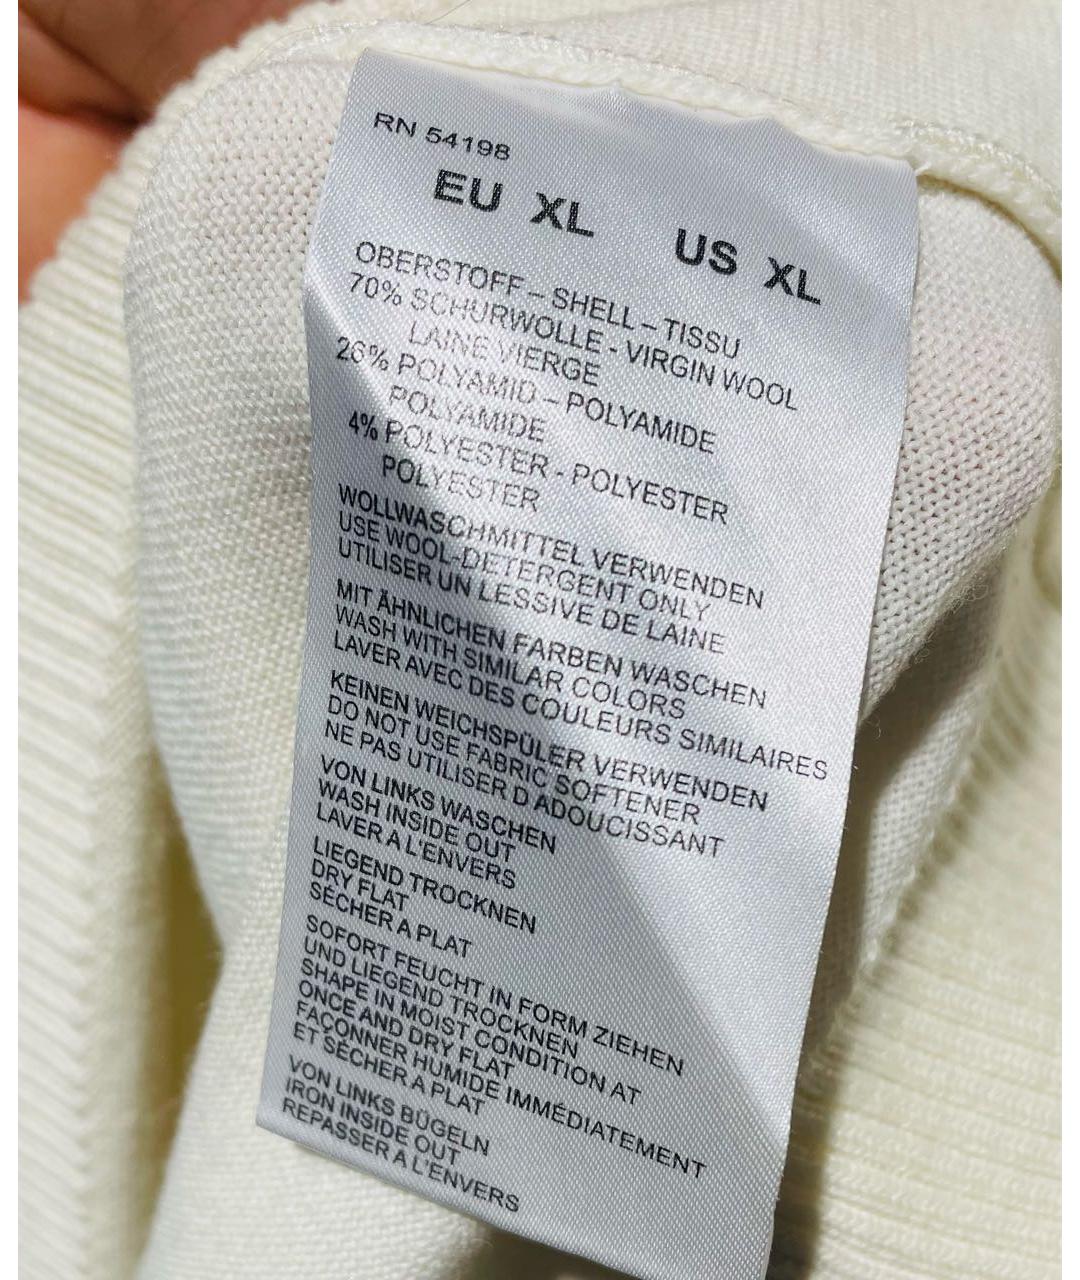 RN 54198
EU XL US XL
OBERSTOFF – SHELL – TISSU
70% SCHURWOLLE - VIRGIN WOOL
LAINE VIERGE
26% POLYAMID – POLYAMIDE
POLYAMIDE
4% POLYESTER - POLYESTER
POLYESTER
WOLLWASCHMITTEL VERWENDEN
USE WOOL-DETERGENT ONLY
UTILISER UN LESSIVE DE LAINE
MIT ÄHNLICHEN FARBEN WASCHEN
WASH WITH SIMILAR COLORS
LAVER AVEC DES COULEURS SIMILAIRES
KEINEN WEICHSPÜLER VERWENDEN
DO NOT USE FABRIC SOFTENER
NE PAS UTILISER D ADOUCISSANT
VON LINKS WASCHEN
WASH INSIDE OUT
LAVER A L'ENVERS
LIEGEND TROCKNEN
DRY FLAT
SÉCHER A PLAT
SOFORT FEUCHT IN FORM ZIEHEN
UND LIEGEND TROCKNEN
SHAPE IN MOIST CONDITION AT
ONCE AND DRY FLAT
FAÇONNER HUMIDE IMMÉDIATEMENT
ET SÉCHER A PLAT
VON LINKS BÜGELN
IRON INSIDE OUT
REPASSER A L'ENVERS